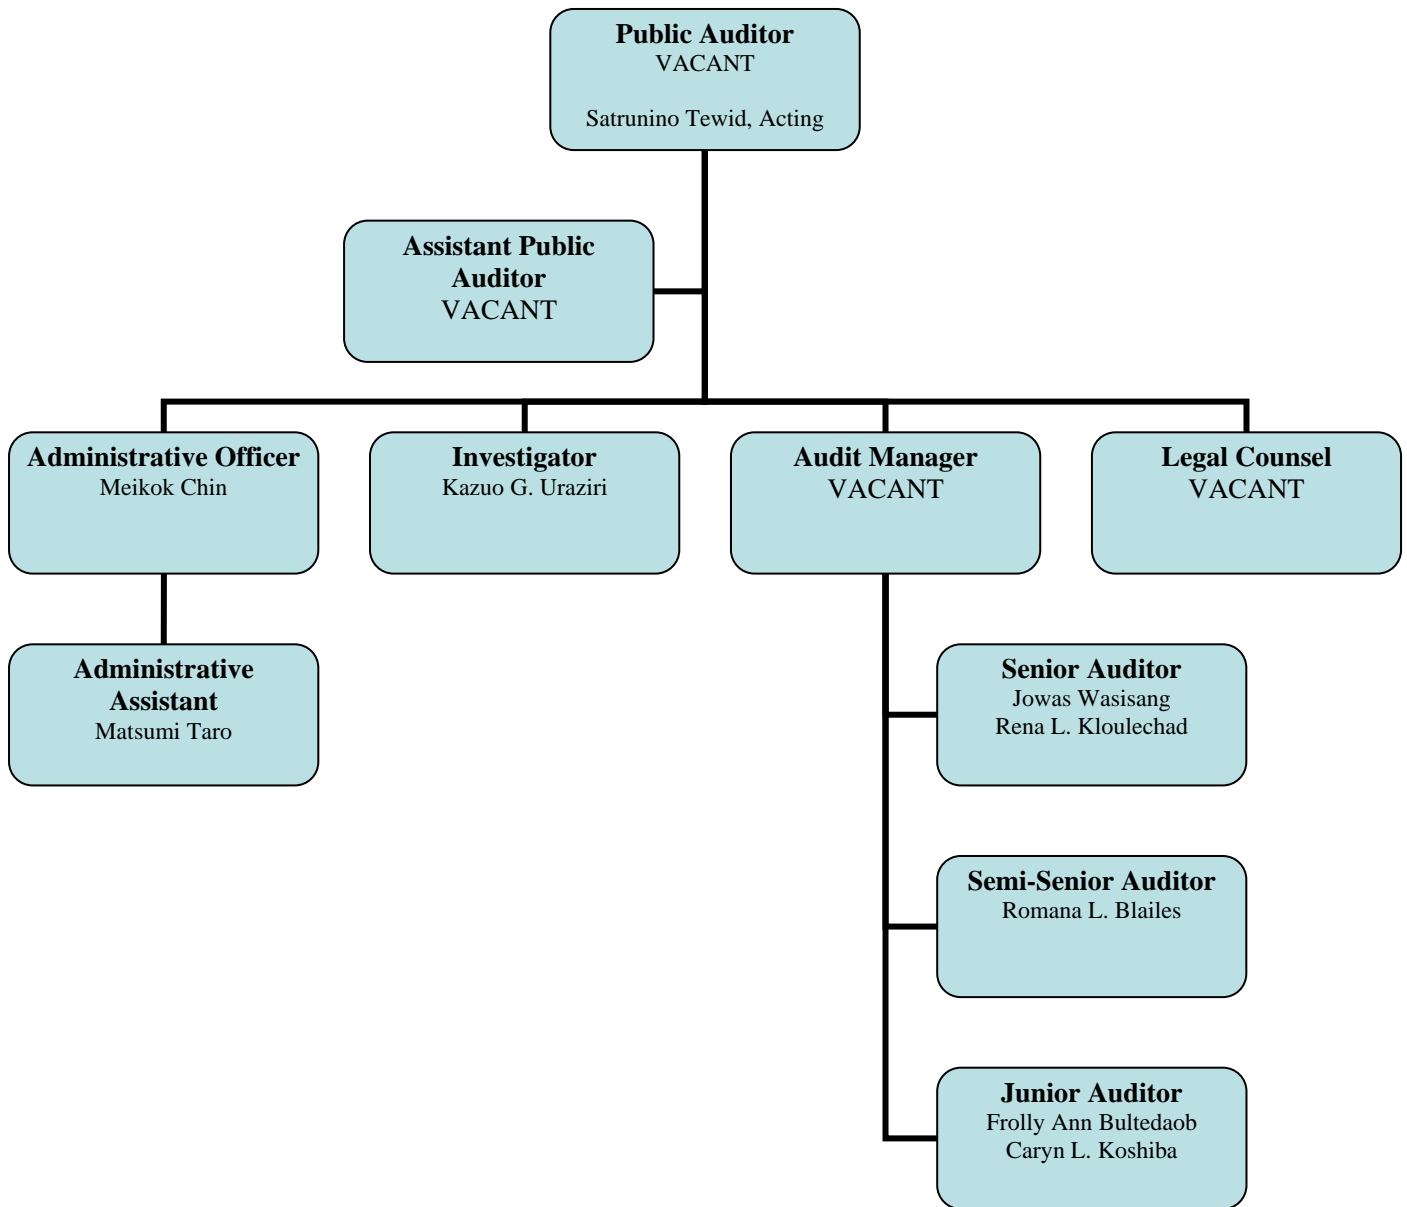 Public Auditor
VACANT
Satrunino Tewid, Acting
Assistant Public
Auditor
VACANT
Administrative Officer
Meikok Chin
Investigator
Kazuo G. Uraziri
Audit Manager
VACANT
Legal Counsel
VACANT
Administrative
Assistant
Matsumi Taro
Senior Auditor
Jowas Wasisang
Rena L. Kloulechad
Semi-Senior Auditor
Romana L. Blailes
Junior Auditor
Frolly Ann Bultedaob
Caryn L. Koshiba